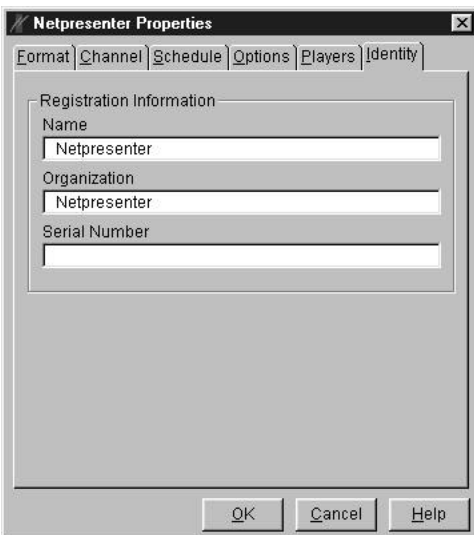 Netpresenter Properties
Format Channel Schedule Options Players Identity
Registration Information
Name
Netpresenter
Organization
Netpresenter
Serial Number
OK Cancel Help